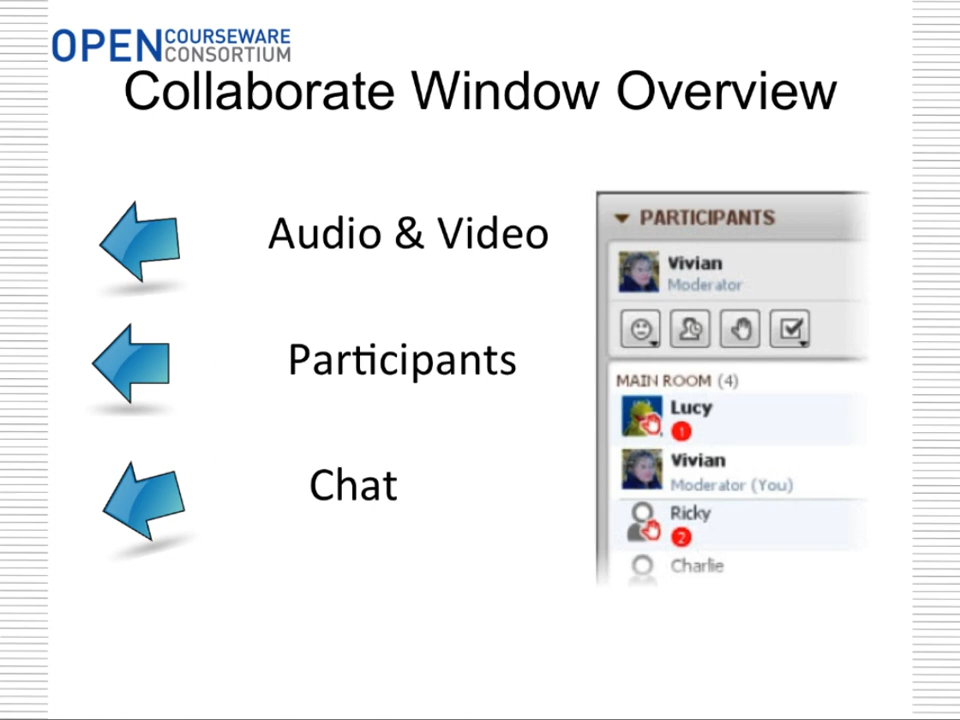 OPEN COURSEWARE CONSORTIUM
Collaborate Window Overview
Audio & Video
Participants
Chat
PARTICIPANTS
Vivian
Moderator
MAIN ROOM (4)
Lucy
1
Vivian
Moderator (You)
Ricky
2
Charlie